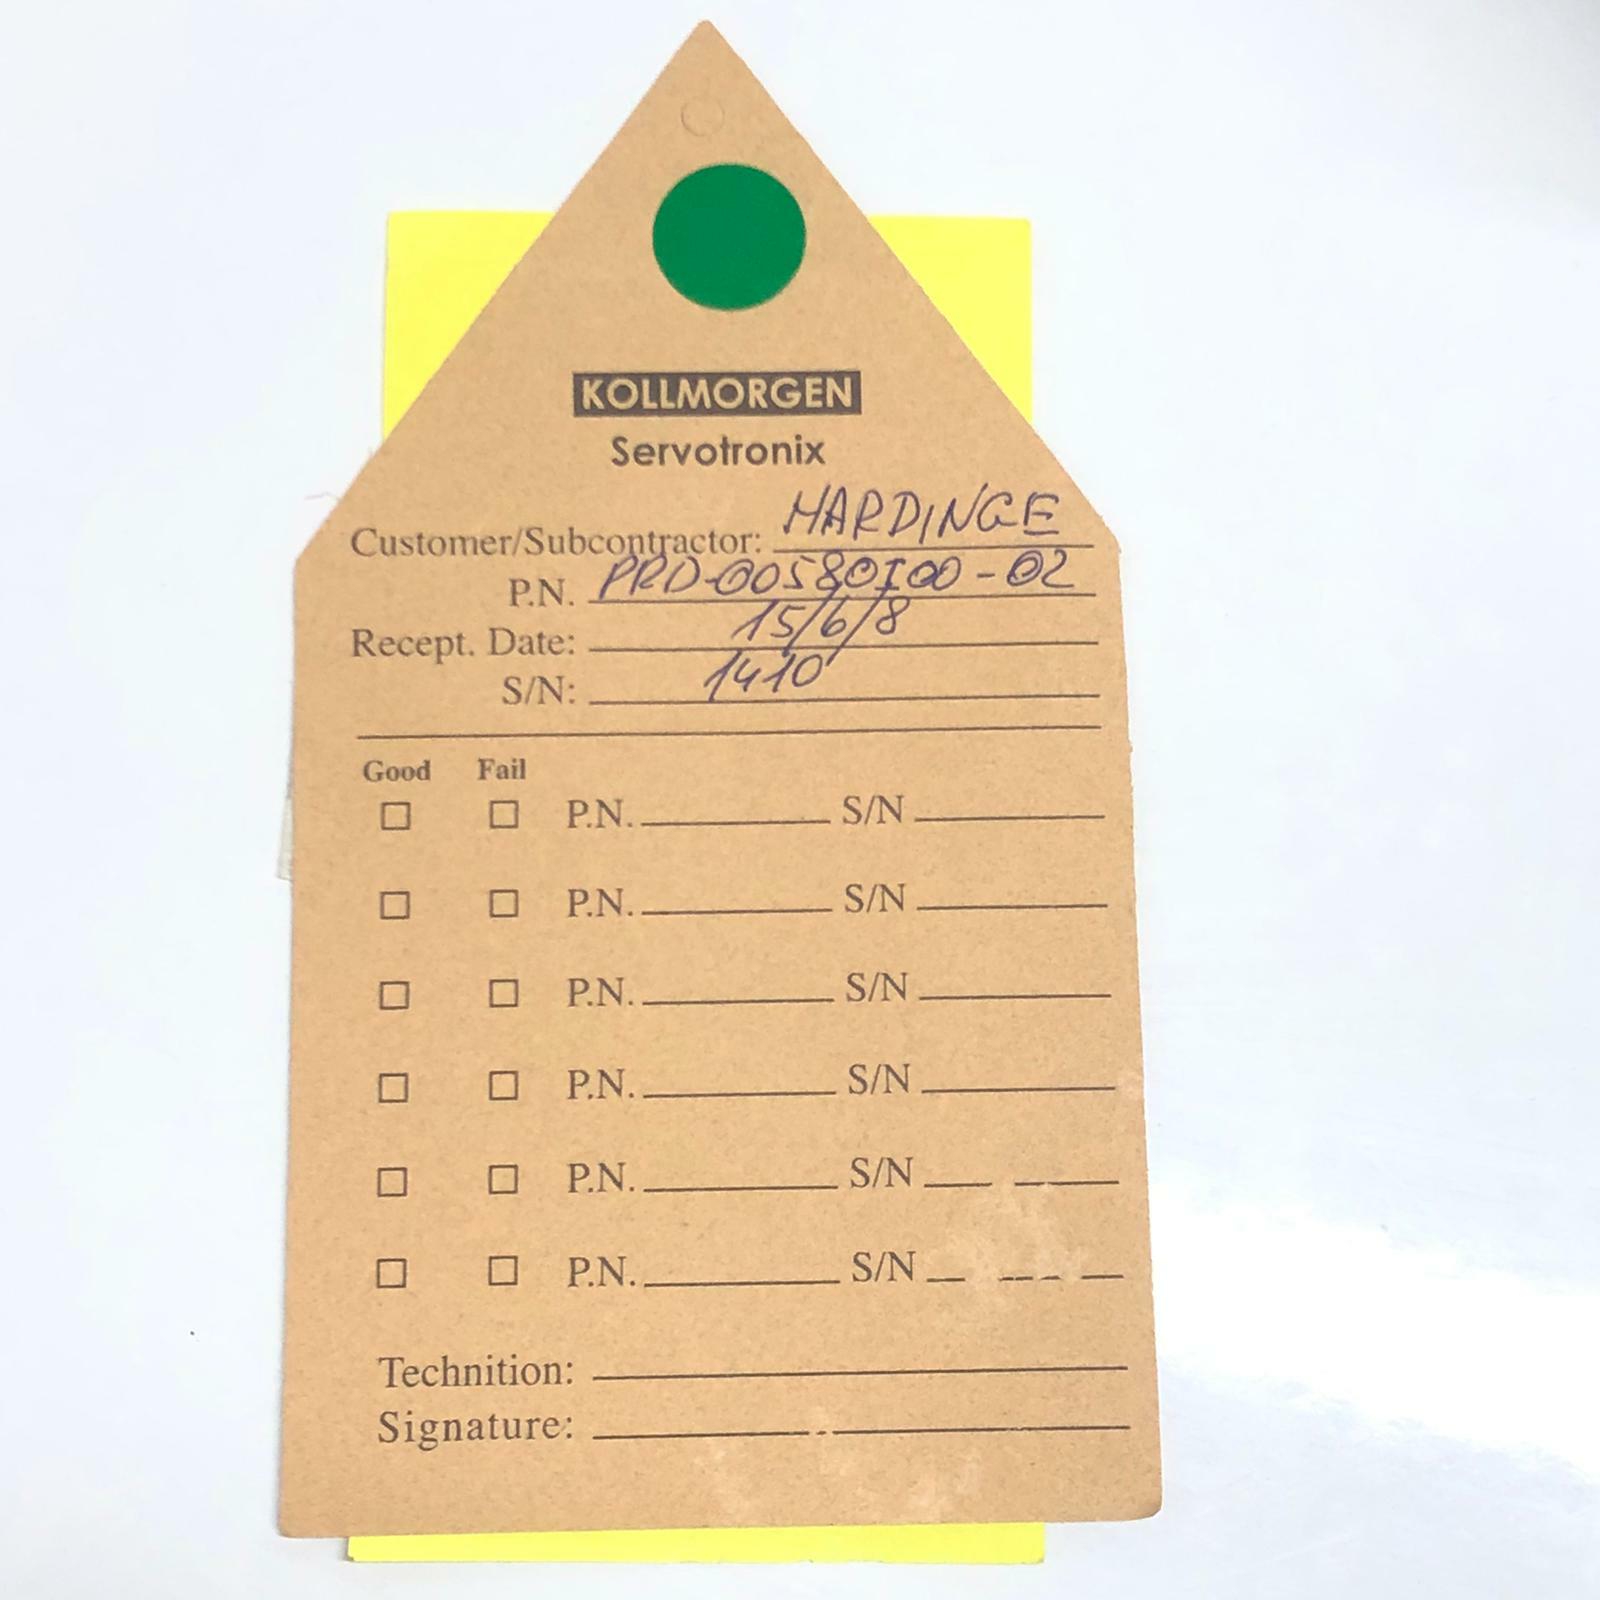 KOLLMORGEN
Servotronix
Customer/Subcontractor: HARDINGE
P.N. PRD-00580I00-02
Recept. Date: 15/6/8
S/N: 1410
Good Fail
P.N. S/N
P.N. S/N
P.N. S/N
P.N. S/N
P.N. S/N
P.N. S/N
Technition:
Signature: